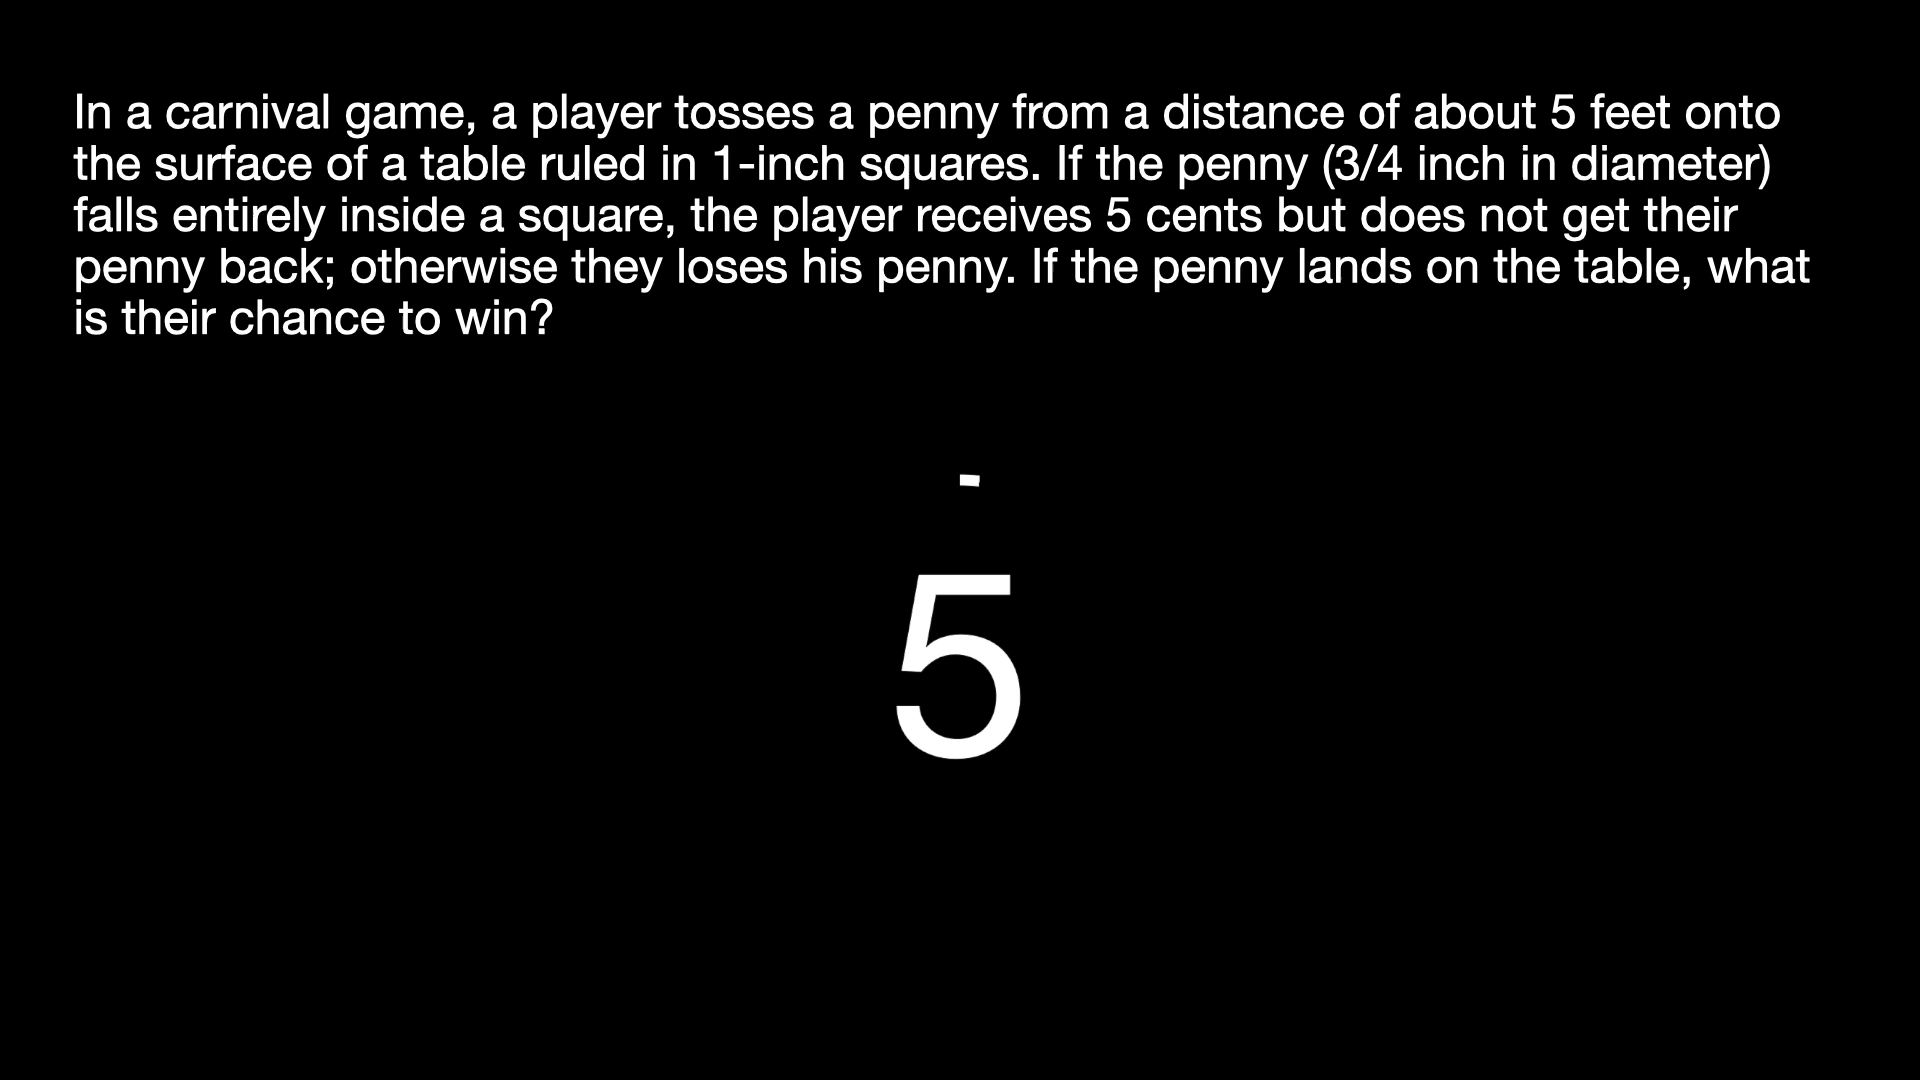 In a carnival game, a player tosses a penny from a distance of about 5 feet onto
the surface of a table ruled in 1-inch squares. If the penny (3/4 inch in diameter)
falls entirely inside a square, the player receives 5 cents but does not get their
penny back; otherwise they loses his penny. If the penny lands on the table, what
is their chance to win?
5